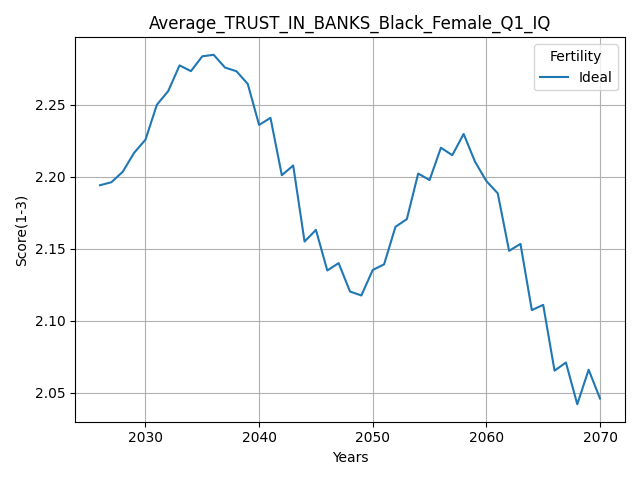 Average_TRUST_IN_BANKS_Black_Female_Q1_IQ
Fertility
Ideal
Score(1-3)
2.25
2.20
2.15
2.10
2.05
2030 2040 2050 2060 2070
Years